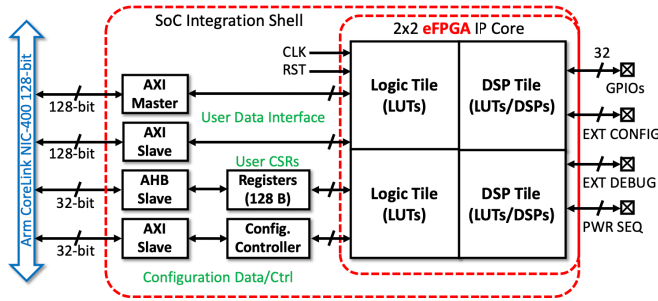 SoC Integration Shell
2x2 eFPGA IP Core
CLK
RST
Arm CoreLink NIC-400 128-bit
128-bit
AXI
Master
User Data Interface
128-bit
AXI
Slave
User CSRs
32-bit
AHB
Slave
Registers
(128 B)
32-bit
AXI
Slave
Config.
Controller
Configuration Data/Ctrl
Logic Tile
(LUTs)
DSP Tile
(LUTs/DSPs)
Logic Tile
(LUTs)
DSP Tile
(LUTs/DSPs)
32
GPIOs
EXT CONFIG
EXT DEBUG
PWR SEQ